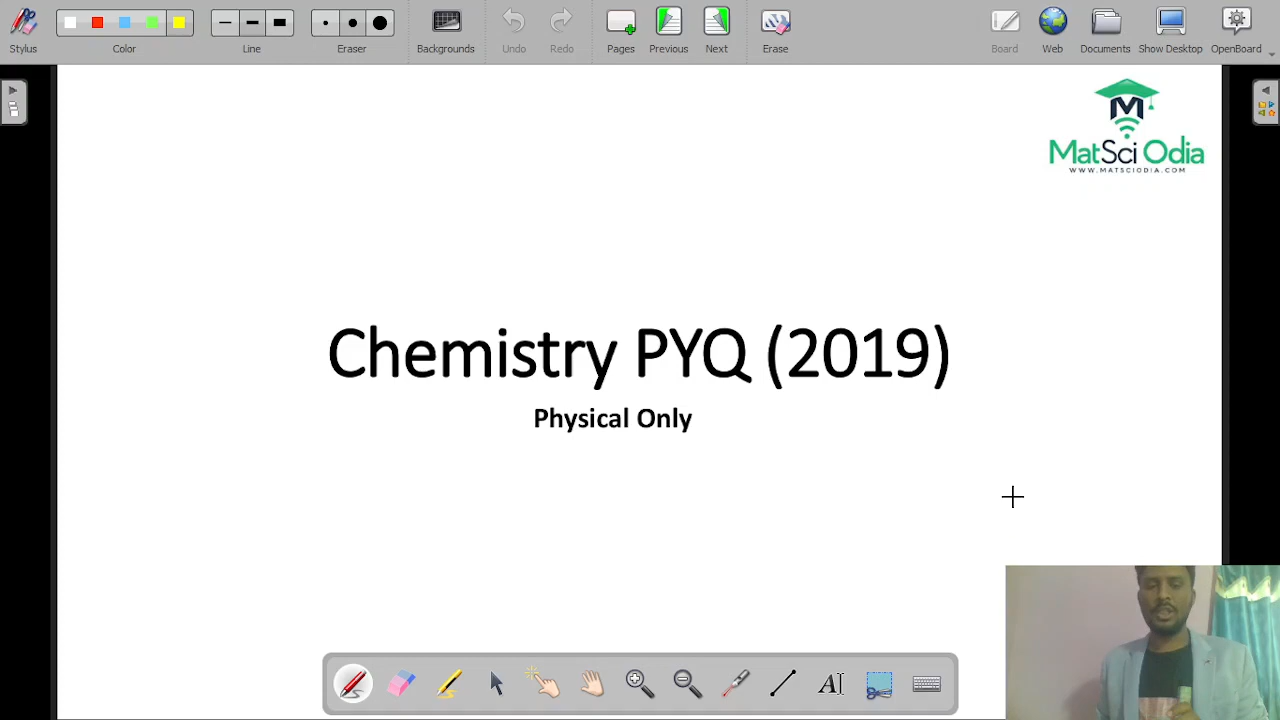 Stylus
Color
Line
Eraser
Backgrounds
Undo
Redo
Pages
Previous
Next
Erase
Board
Web
Documents
Show Desktop
OpenBoard
M
MatSci Odia
WWW.MATSCIODIA.COM
Chemistry PYQ (2019)
Physical Only
AI